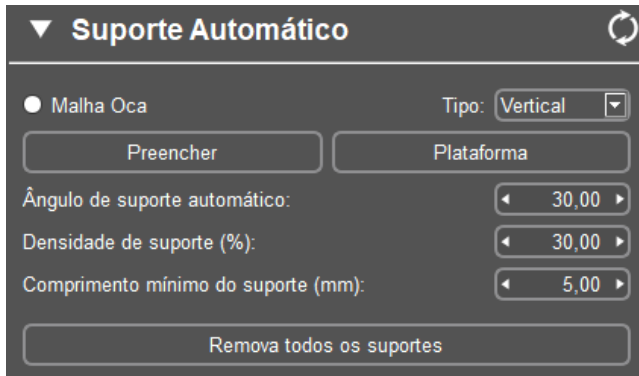 Suporte Automático
Malha Oca Tipo: Vertical
Preencher Plataforma
Ângulo de suporte automático: 30,00
Densidade de suporte (%): 30,00
Comprimento mínimo do suporte (mm): 5,00
Remova todos os suportes